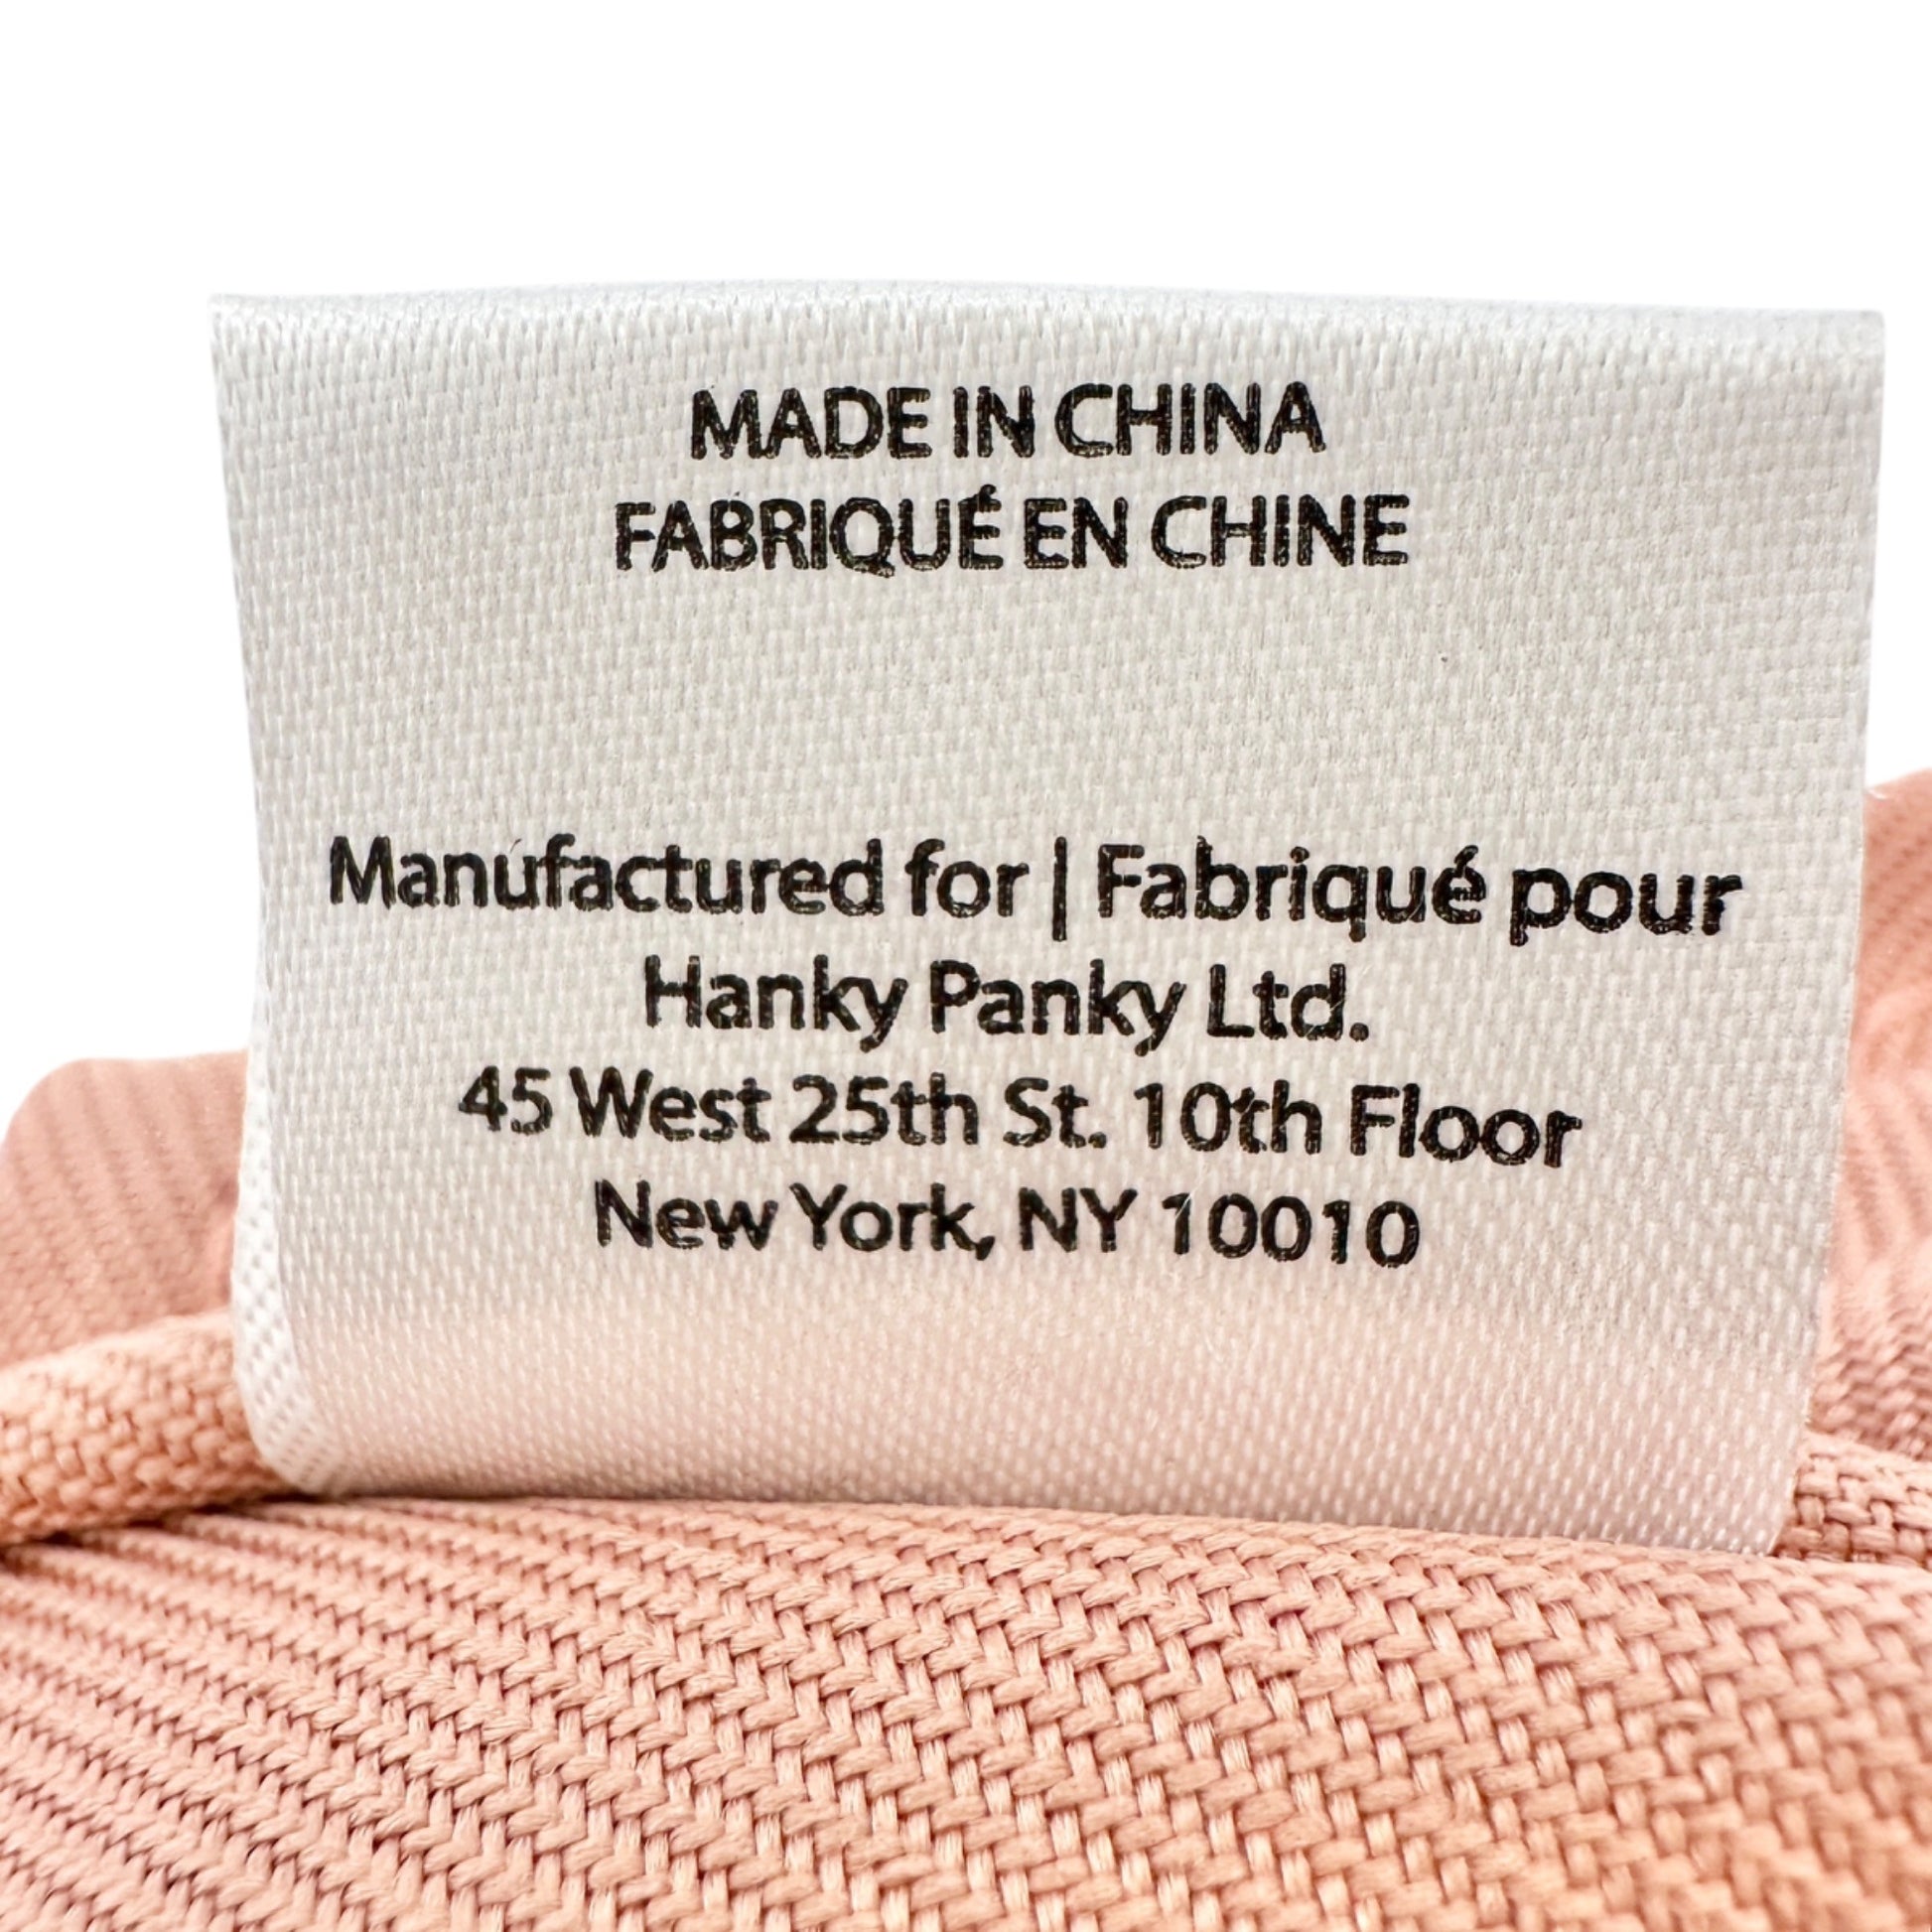 MADE IN CHINA
FABRIQUÉ EN CHINE
Manufactured for | Fabriqué pour
Hanky Panky Ltd.
45 West 25th St. 10th Floor
New York, NY 10010